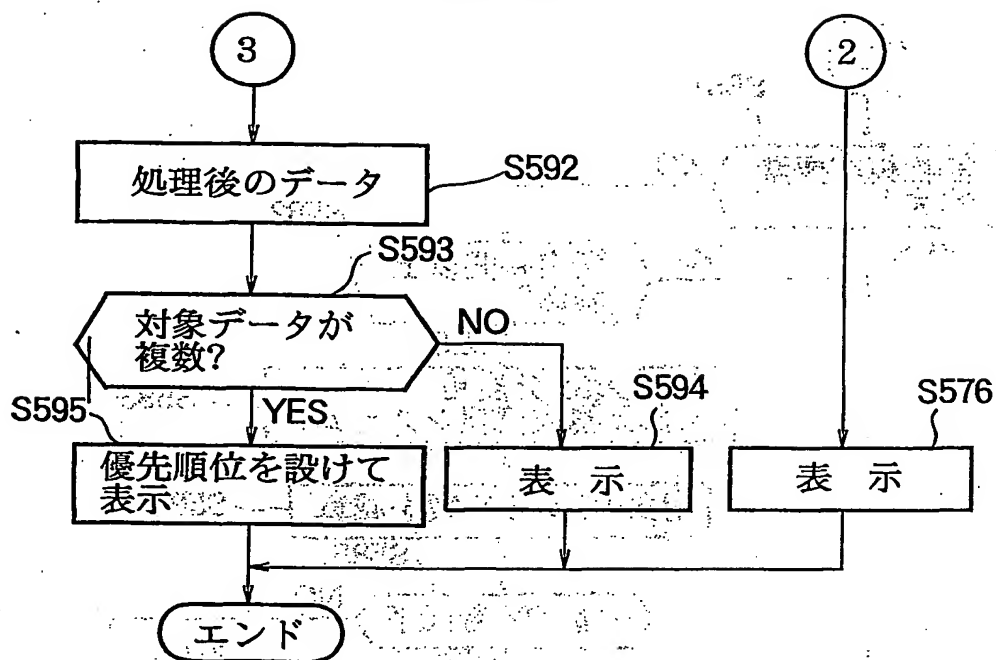 3
2
処理後のデータ
S592
S593
対象データが
複数?
NO
YES
S595
優先順位を設けて
表示
S594
表 示
S576
表 示
エンド